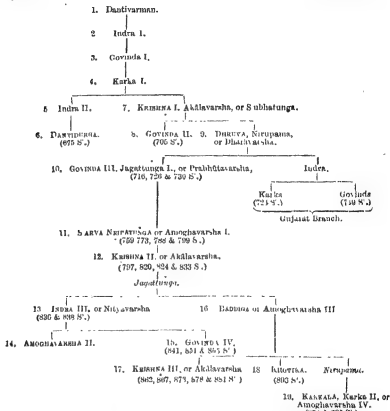 1. Dantivarman.
2 Indra I.
3. Govinda I.
4. Karka I.
5 Indra II. 7. KRISHNA I. Akâlavarsha, or Subhatunga.
6. DANTIDURGA. 8. GOVINDA II. 9. DHRUVA, Nirupama,
(675 S'.) (705 S'.) or Dharâvarsha.
10. GOVINDA III, Jagattunga I., or Prabhûtavarsha, Indra.
(716, 726 & 730 S'.)
Karka Govinda
(734 S'.) (749 S'.)
Gujarat Branch.
11. SARVA NRIPATUNGA or Amoghavarsha I.
(759 773, 788 & 799 S'.)
12. KRISHNA II. or Akâlavarsha.
(797, 820, 824 & 833 S'.)
Jagattunga.
13 INDRA III. or Nityavarsha 16 BADDIGA or Amoghavarsha III
(836 & 838 S'.)
14. AMOGHAVARSHA II. 15. GOVINDA IV.
(841, 851 & 855 S'.)
17. KRISHNA III. or Akâlavarsha 18 KHOTIKA. Nirupama.
(862, 867, 873, 878 & 881 S'.) (893 S'.)
19. KAKKALA, Karka II, or
Amoghavarsha IV.